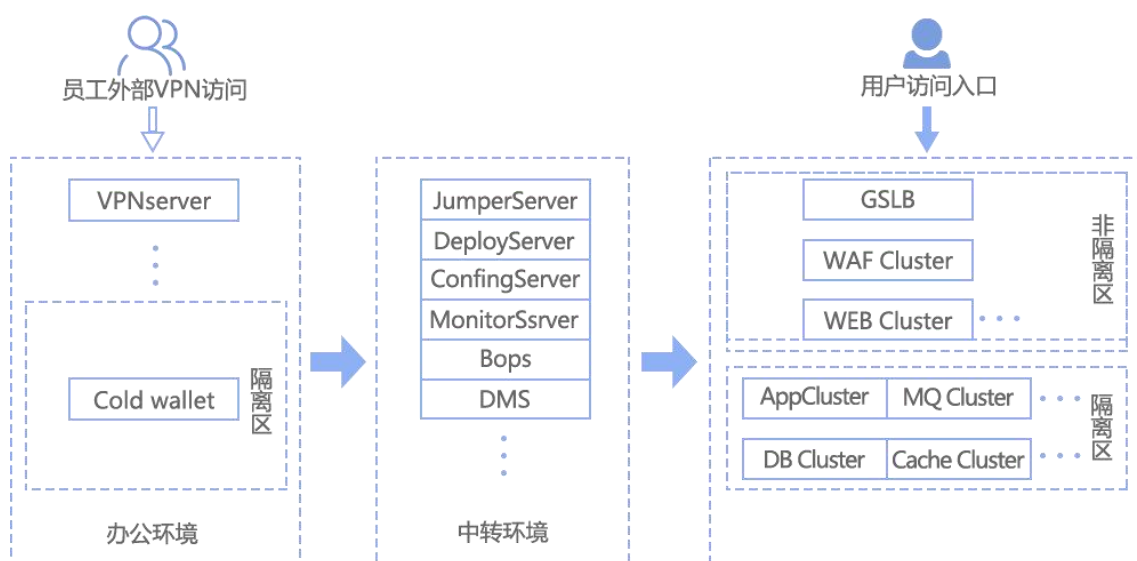 员工外部VPN访问
VPNserver
Cold wallet
隔离区
办公环境
JumperServer
DeployServer
ConfingServer
MonitorSsrver
Bops
DMS
中转环境
用户访问入口
GSLB
WAF Cluster
WEB Cluster
非隔离区
AppCluster
MQ Cluster
DB Cluster
Cache Cluster
隔离区